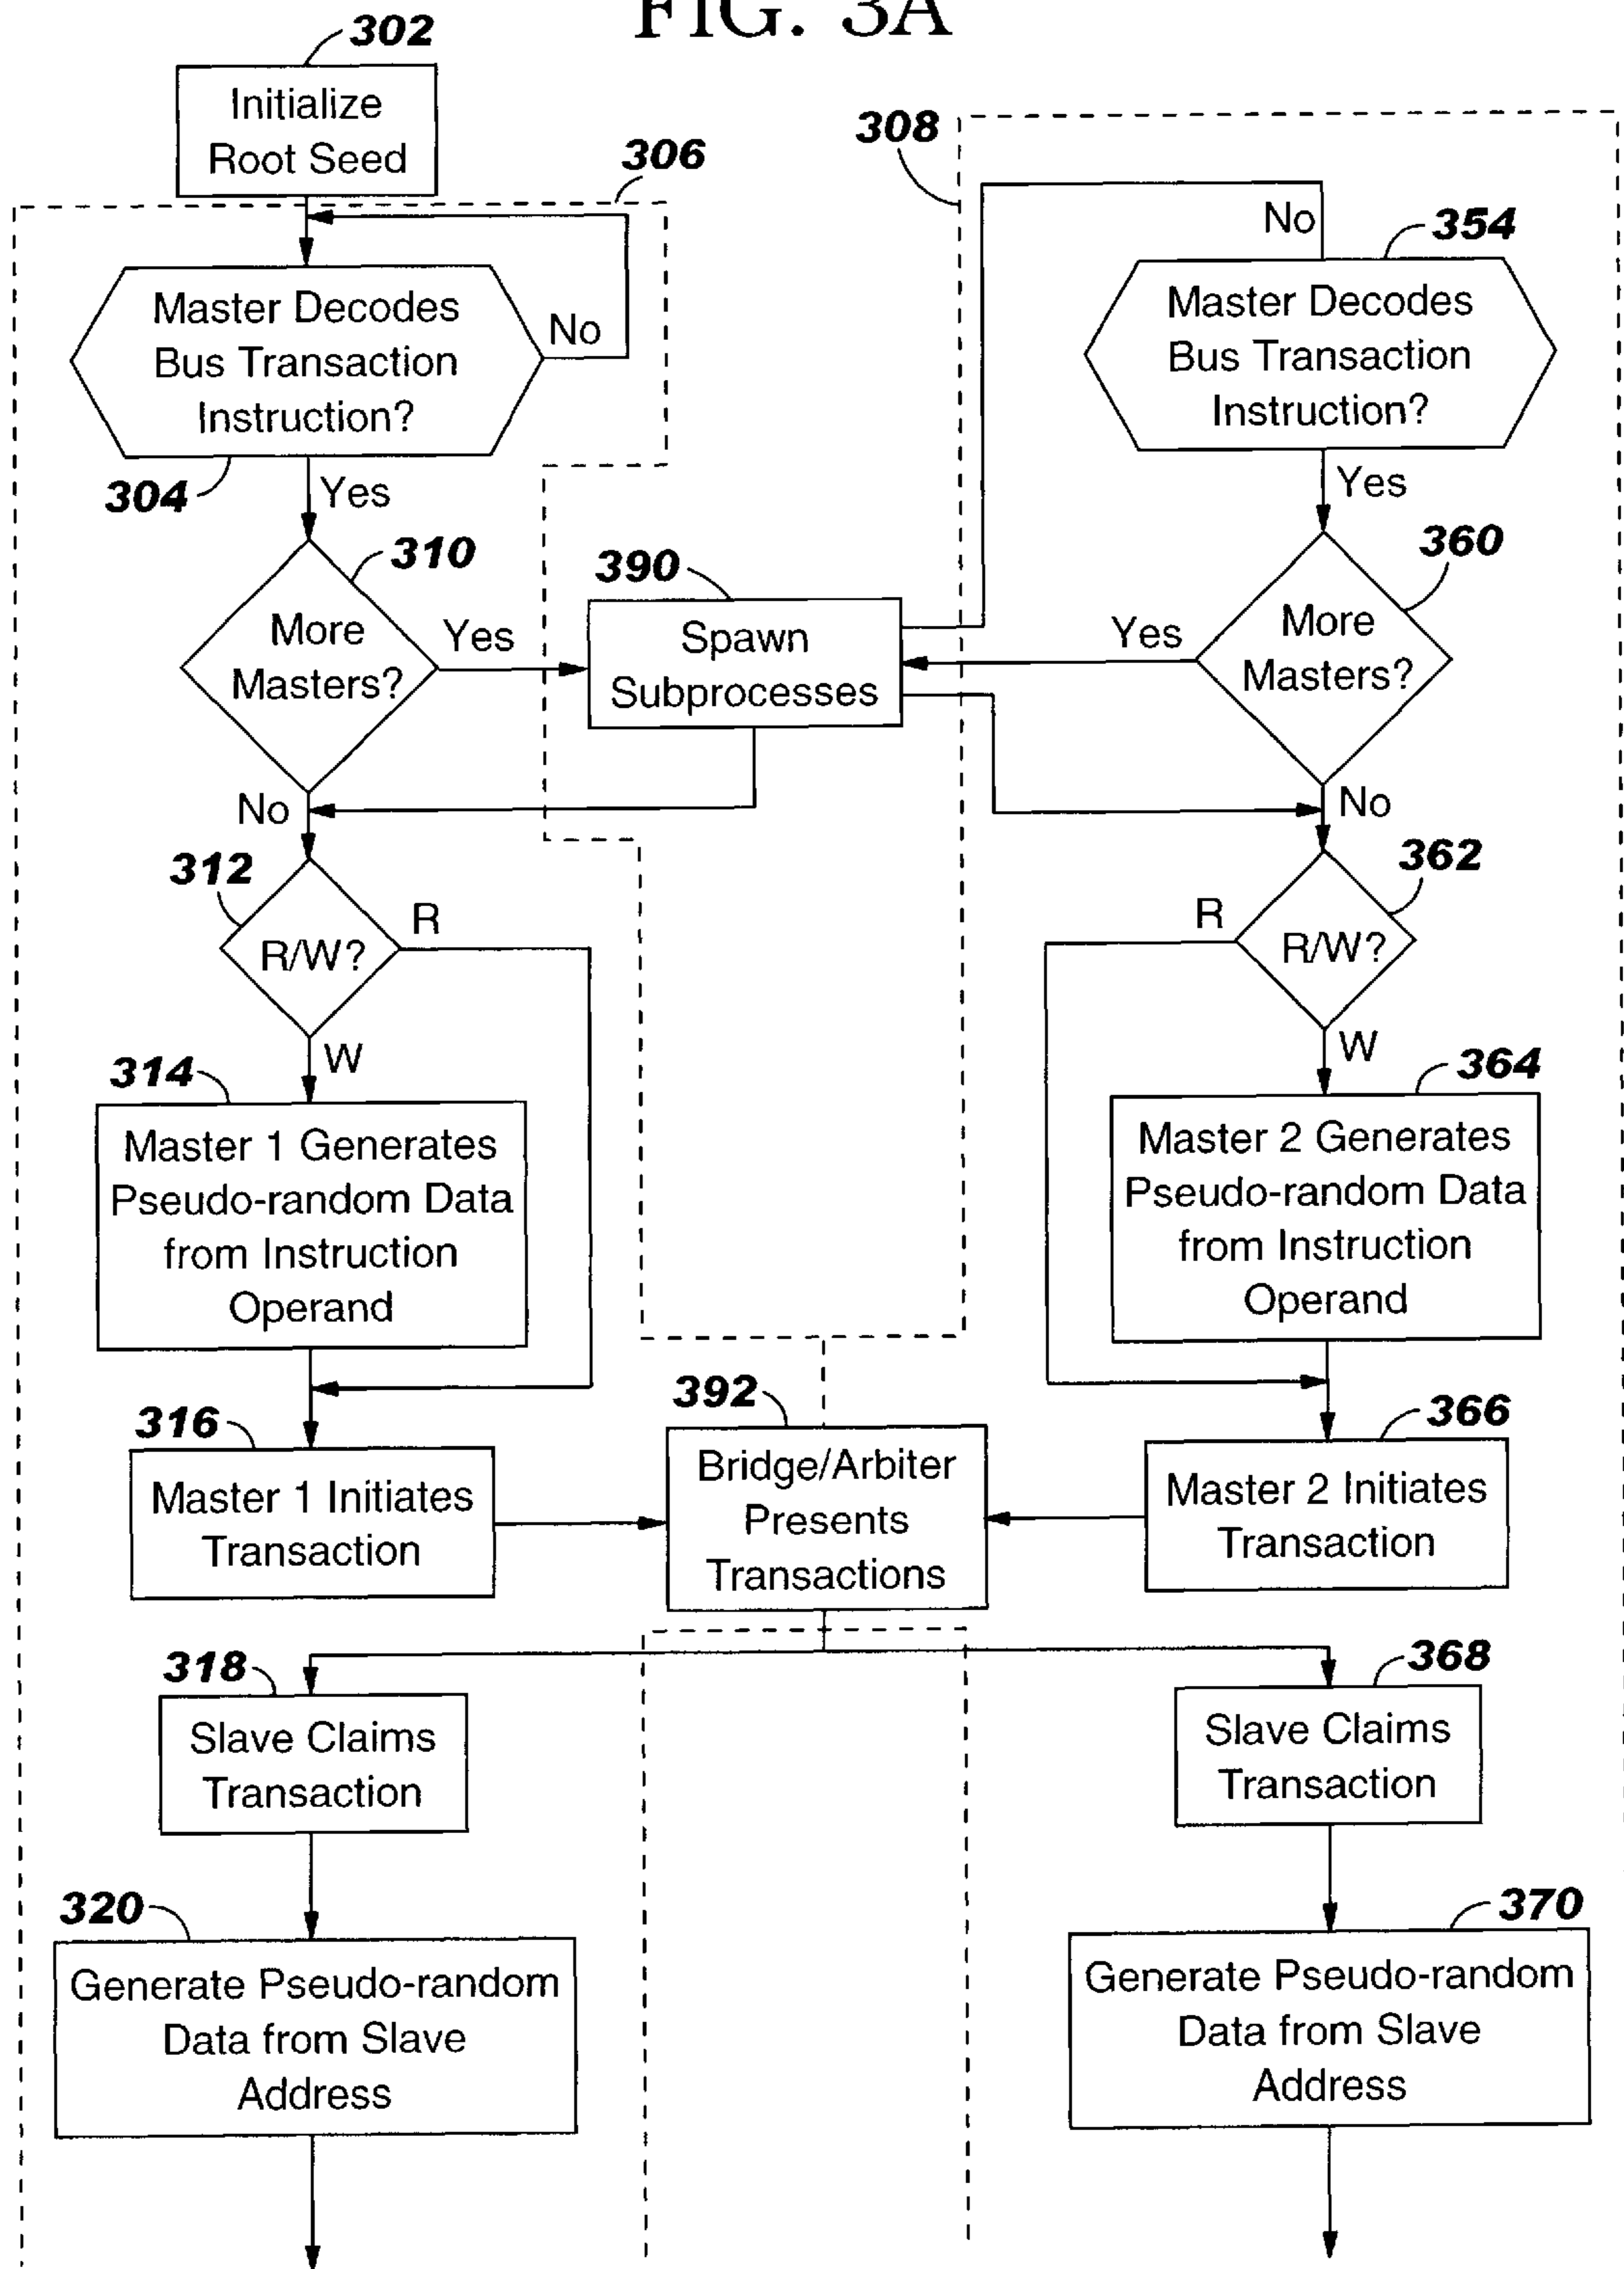 FIG. 3A
302
Initialize
Root Seed
306
308
No
354
Master Decodes
Bus Transaction
Instruction?
No
304
Yes
Master Decodes
Bus Transaction
Instruction?
Yes
310
More
Masters?
Yes
390
Spawn
Subprocesses
Yes
360
More
Masters?
No
No
312
R/W?
R
W
362
R
R/W?
W
314
Master 1 Generates
Pseudo-random Data
from Instruction
Operand
364
Master 2 Generates
Pseudo-random Data
from Instruction
Operand
316
Master 1 Initiates
Transaction
392
Bridge/Arbiter
Presents
Transactions
366
Master 2 Initiates
Transaction
318
Slave Claims
Transaction
368
Slave Claims
Transaction
320
Generate Pseudo-random
Data from Slave
Address
370
Generate Pseudo-random
Data from Slave
Address